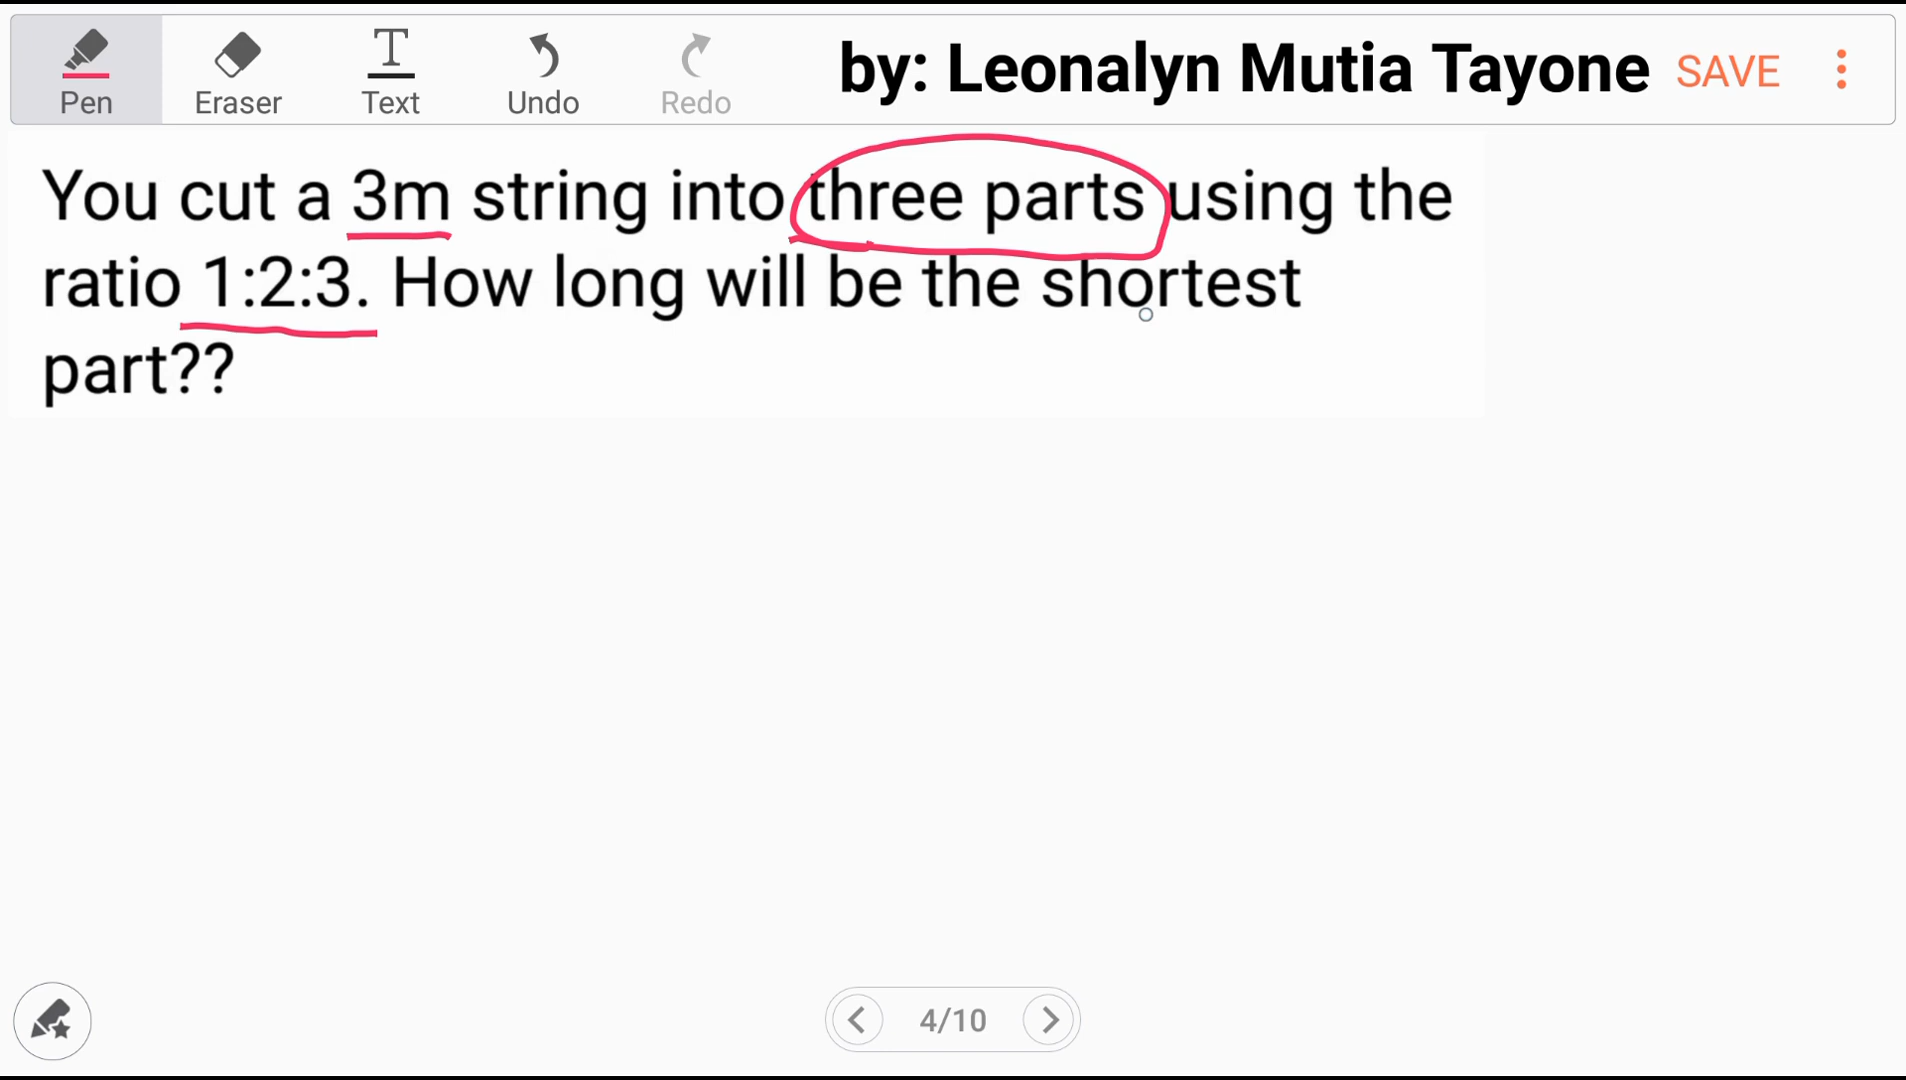 Pen
Eraser
Text
Undo
Redo
by: Leonalyn Mutia Tayone
SAVE
You cut a 3m string into three parts using the
ratio 1:2:3. How long will be the shortest
part??
4/10